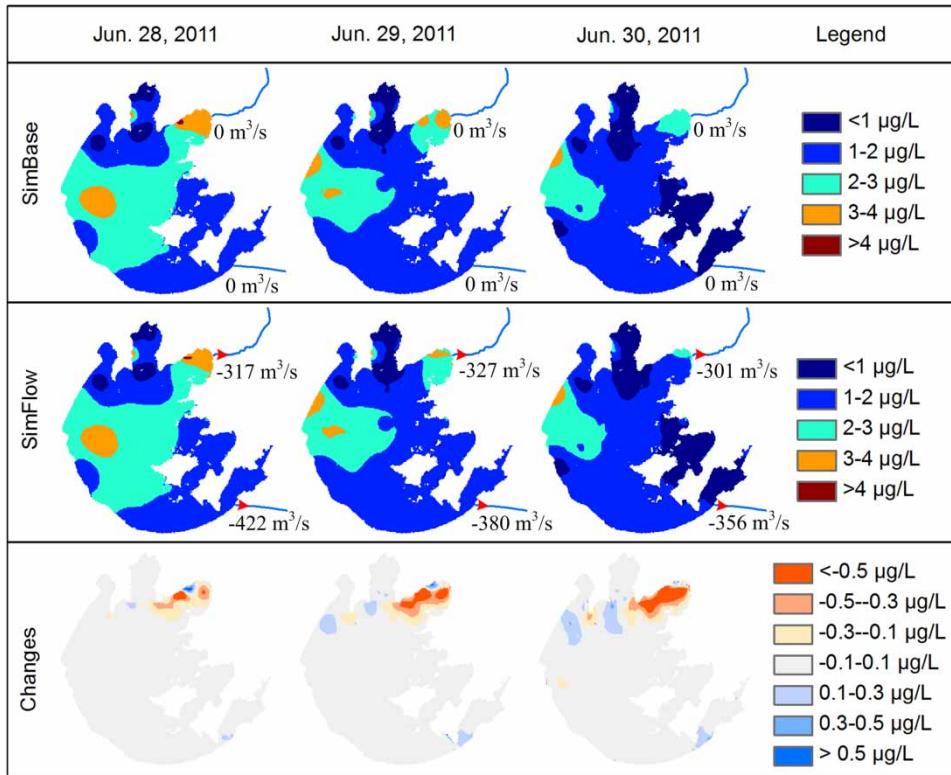 Jun. 28, 2011 Jun. 29, 2011 Jun. 30, 2011 Legend
SimBase
0 m³/s 0 m³/s 0 m³/s
0 m³/s 0 m³/s 0 m³/s
<1 µg/L
1-2 µg/L
2-3 µg/L
3-4 µg/L
>4 µg/L
SimFlow
-317 m³/s -327 m³/s -301 m³/s
-422 m³/s -380 m³/s -356 m³/s
<1 µg/L
1-2 µg/L
2-3 µg/L
3-4 µg/L
>4 µg/L
Changes
<-0.5 µg/L
-0.5--0.3 µg/L
-0.3--0.1 µg/L
-0.1-0.1 µg/L
0.1-0.3 µg/L
0.3-0.5 µg/L
> 0.5 µg/L